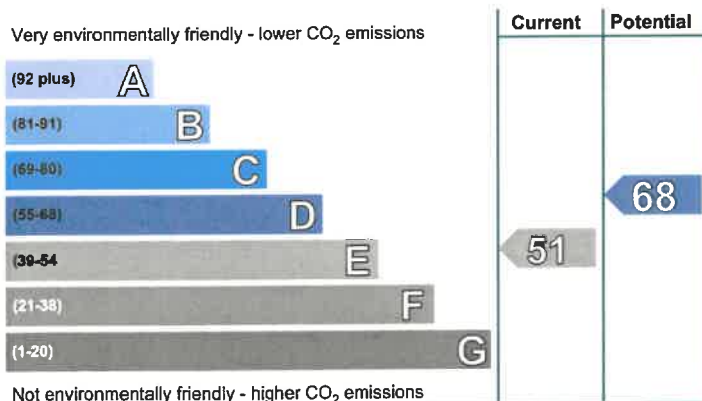 Current Potential
Very environmentally friendly - lower CO2 emissions
(92 plus) A
(81-91) B
(69-80) C
(55-68) D
68
(39-54 E
51
(21-38) F
(1-20) G
Not environmentally friendly - higher CO2 emissions